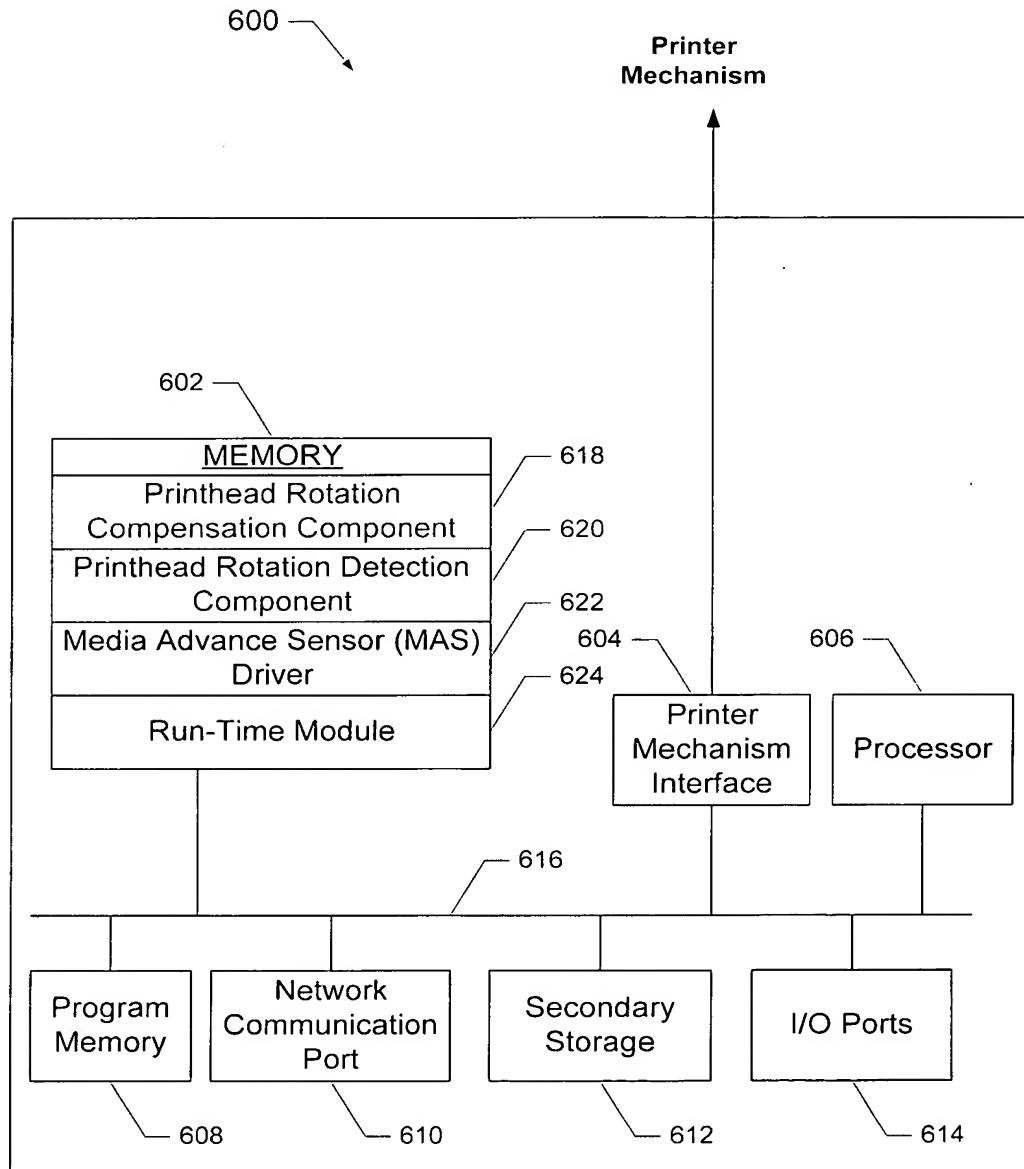 600
Printer
Mechanism
602
MEMORY
618
Printhead Rotation
Compensation Component
620
Printhead Rotation Detection
Component
622
Media Advance Sensor (MAS)
Driver
624
Run-Time Module
604
Printer
Mechanism
Interface
606
Processor
616
Program
Memory
Network
Communication
Port
Secondary
Storage
I/O Ports
608
610
612
614